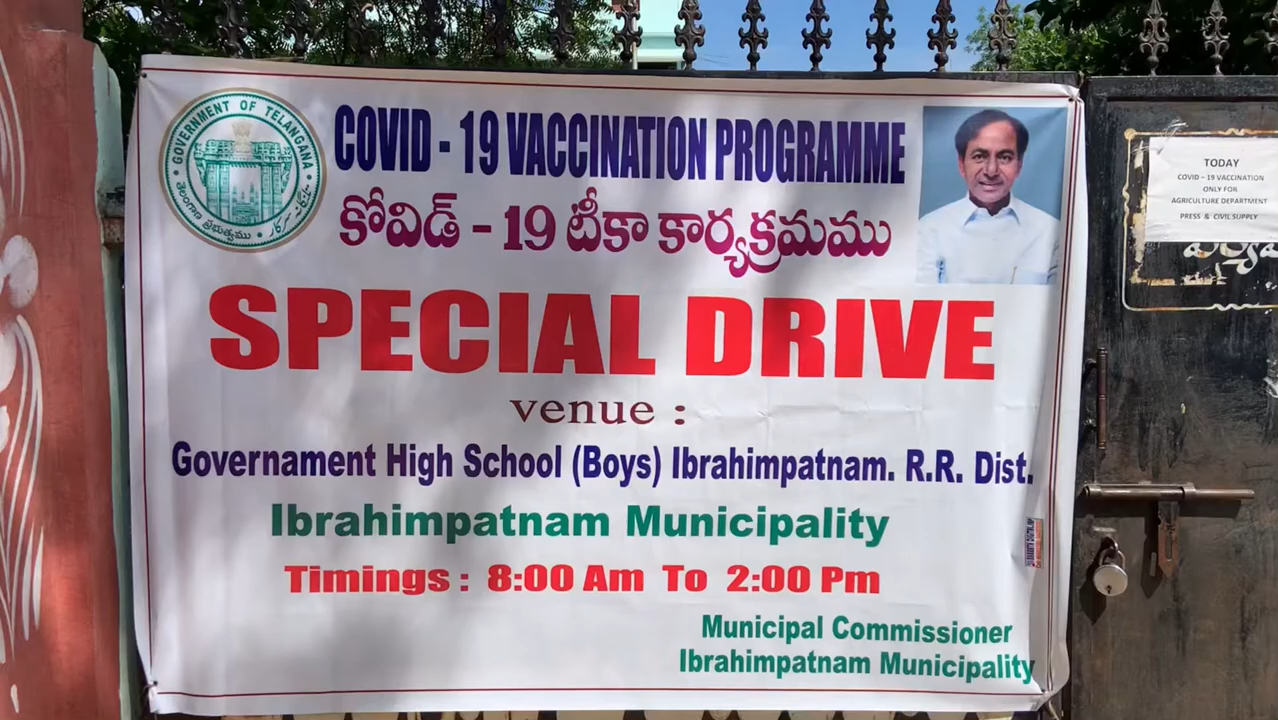 GOVERNMENT OF TELANGANA
తెలంగాణ ప్రభుత్వము
COVID - 19 VACCINATION PROGRAMME
కోవిడ్ - 19 టీకా కార్యక్రమము
SPECIAL DRIVE
venue :
Governament High School (Boys) Ibrahimpatnam. R.R. Dist.
Ibrahimpatnam Municipality
Timings : 8:00 Am To 2:00 Pm
Municipal Commissioner
Ibrahimpatnam Municipality
TODAY
COVID – 19 VACCINATION
ONLY FOR
AGRICULTURE DEPARTMENT
PRESS & CIVIL SUPPLY